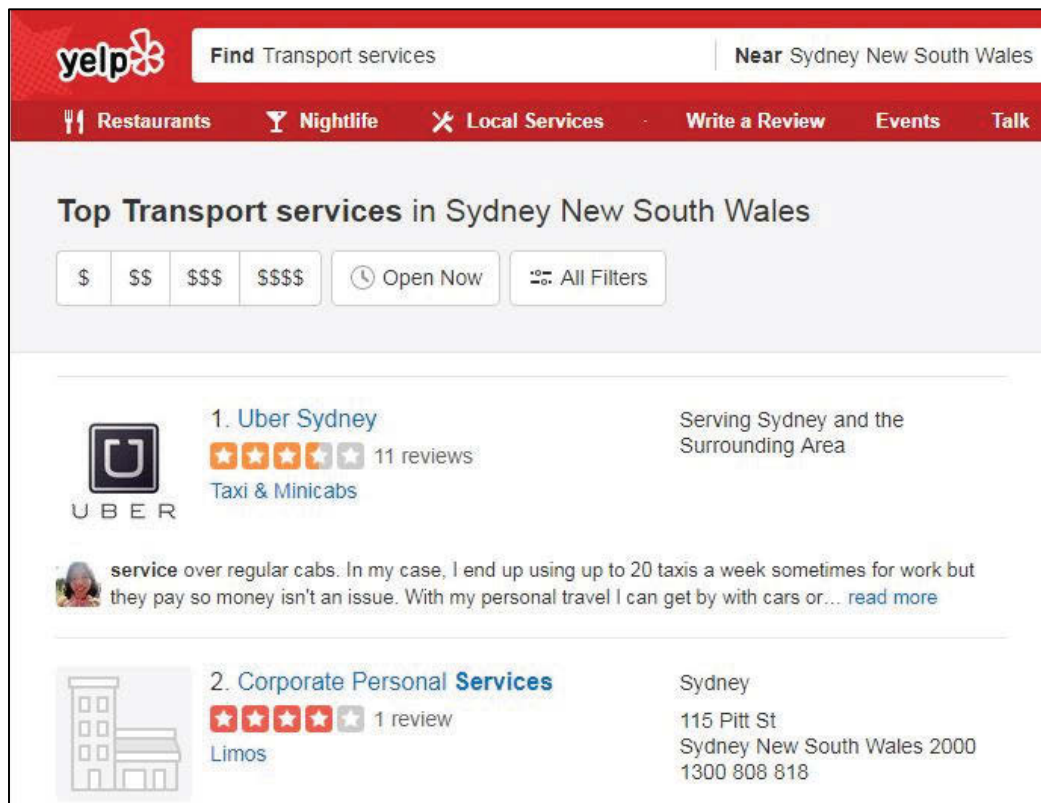 yelp
Find Transport services
Near Sydney New South Wales
Restaurants
Nightlife
Local Services
Write a Review
Events
Talk
Top Transport services in Sydney New South Wales
$
$$
$$$
$$$$
Open Now
All Filters
U
UBER
1. Uber Sydney
11 reviews
Taxi & Minicabs
Serving Sydney and the
Surrounding Area
service over regular cabs. In my case, I end up using up to 20 taxis a week sometimes for work but
they pay so money isn't an issue. With my personal travel I can get by with cars or... read more
2. Corporate Personal Services
1 review
Limos
Sydney
115 Pitt St
Sydney New South Wales 2000
1300 808 818